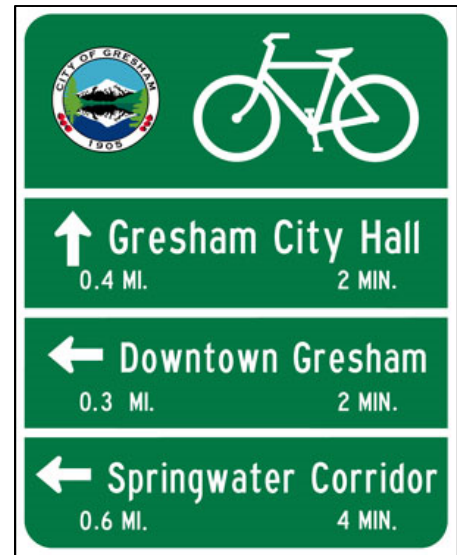 CITY OF GRESHAM
1905
Gresham City Hall
0.4 MI. 2 MIN.
Downtown Gresham
0.3 MI. 2 MIN.
Springwater Corridor
0.6 MI. 4 MIN.